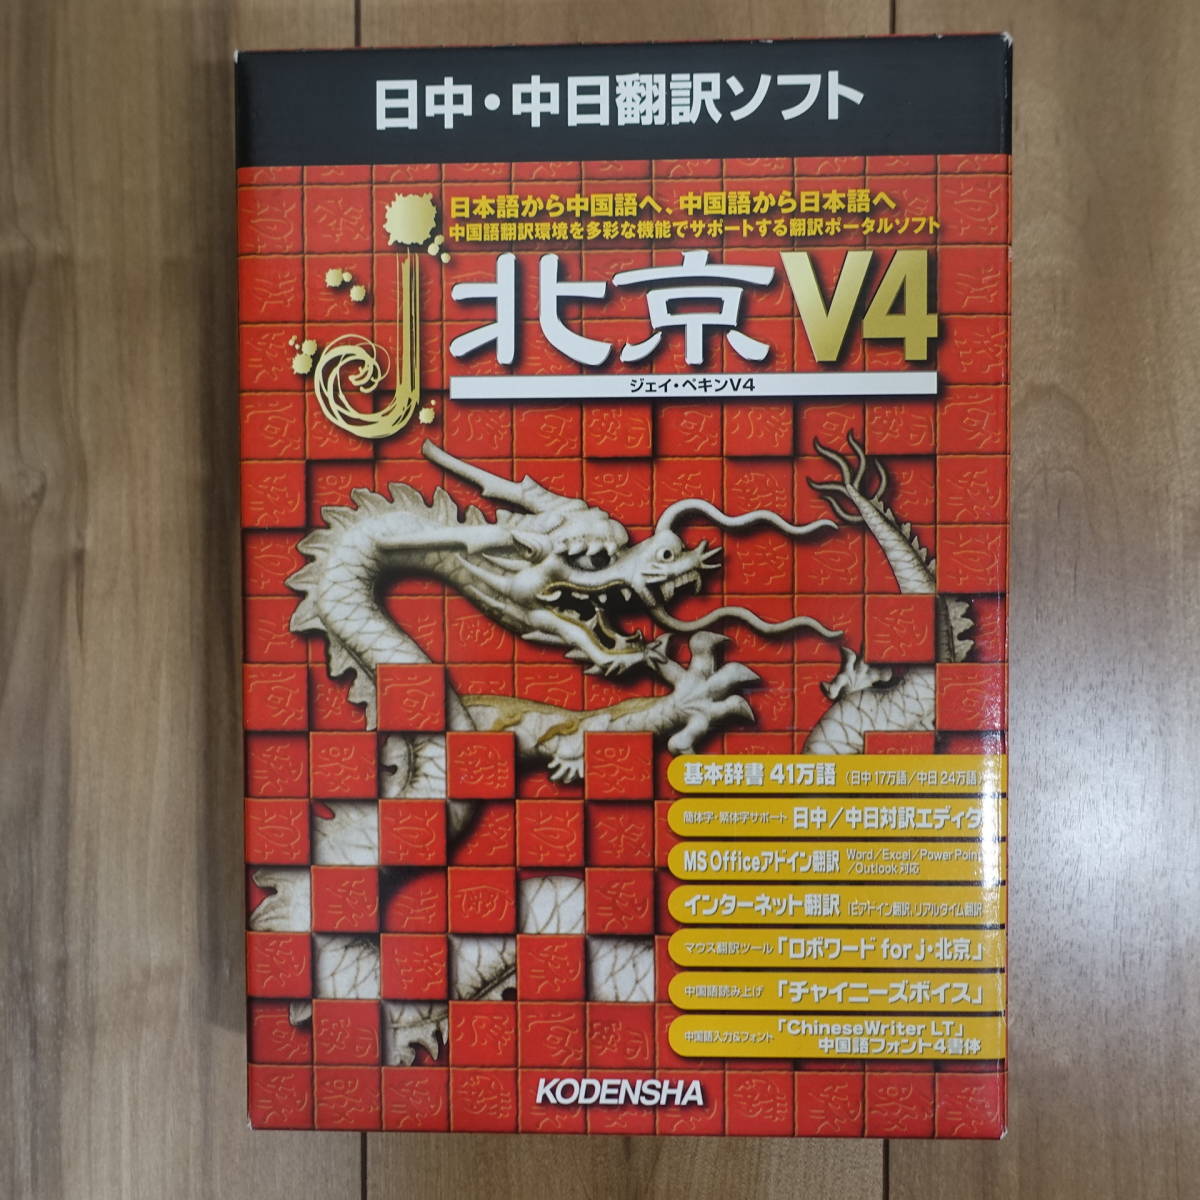 日中・中日翻訳ソフト
日本語から中国語へ、中国語から日本語へ
中国語翻訳環境を多彩な機能でサポートする翻訳ポータルソフト
J北京V4
ジェイ・ペキンV4
基本辞書 41万語 (日中 17万語/中日 24万語)
簡体字・繁体字サポート 日中/中日対訳エディタ
MS Officeアドイン翻訳 Word/Excel/Power Point
/Outlook対応
インターネット翻訳 (IEアドイン翻訳、リアルタイム翻訳)
マウス翻訳ツール 「ロボワード for J・北京」
中国語読み上げ 「チャイニーズボイス」
中国語入力&フォント 「ChineseWriter LT」
中国語フォント4書体
KODENSHA